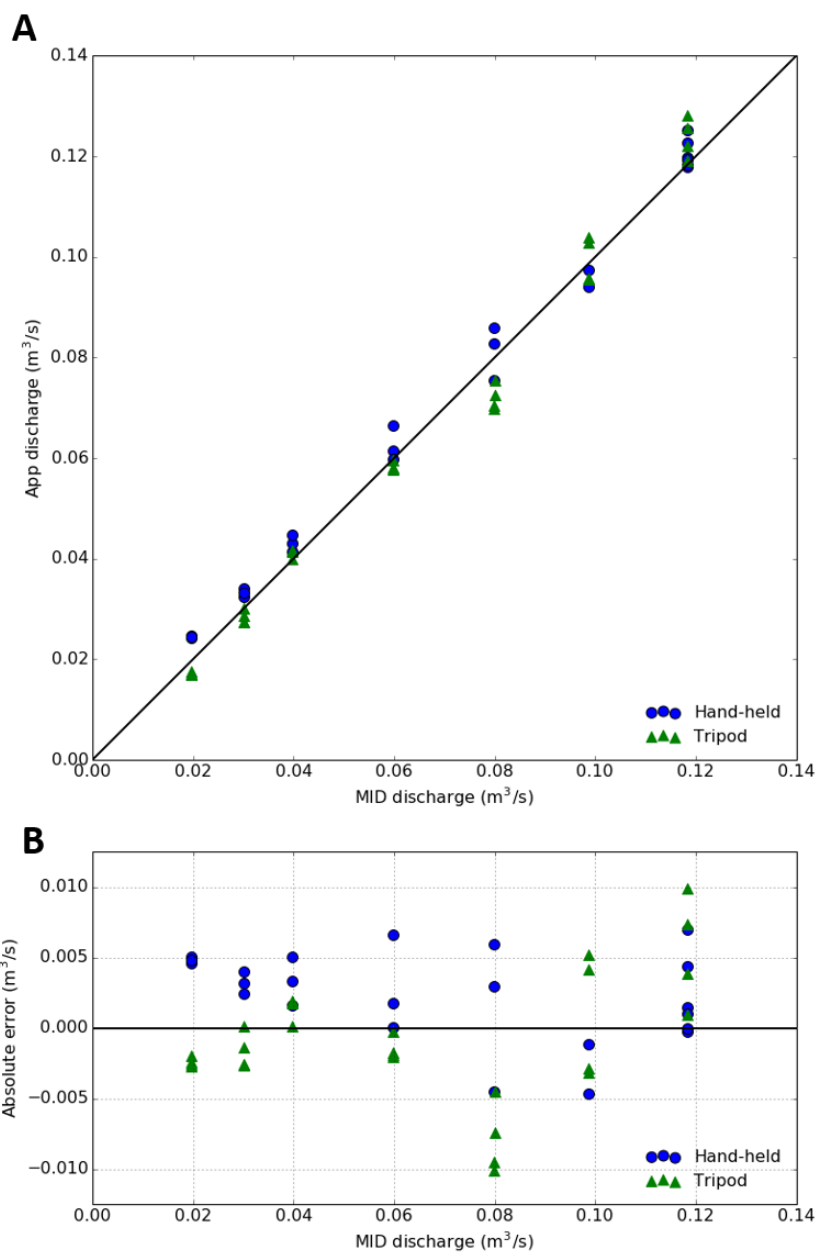 A
0.14
0.12
0.10
0.08
0.06
0.04
0.02
0.00
App discharge (m³/s)
Hand-held
Tripod
0.00 0.02 0.04 0.06 0.08 0.10 0.12 0.14
MID discharge (m³/s)
B
0.010
0.005
0.000
−0.005
−0.010
Absolute error (m³/s)
Hand-held
Tripod
0.00 0.02 0.04 0.06 0.08 0.10 0.12 0.14
MID discharge (m³/s)